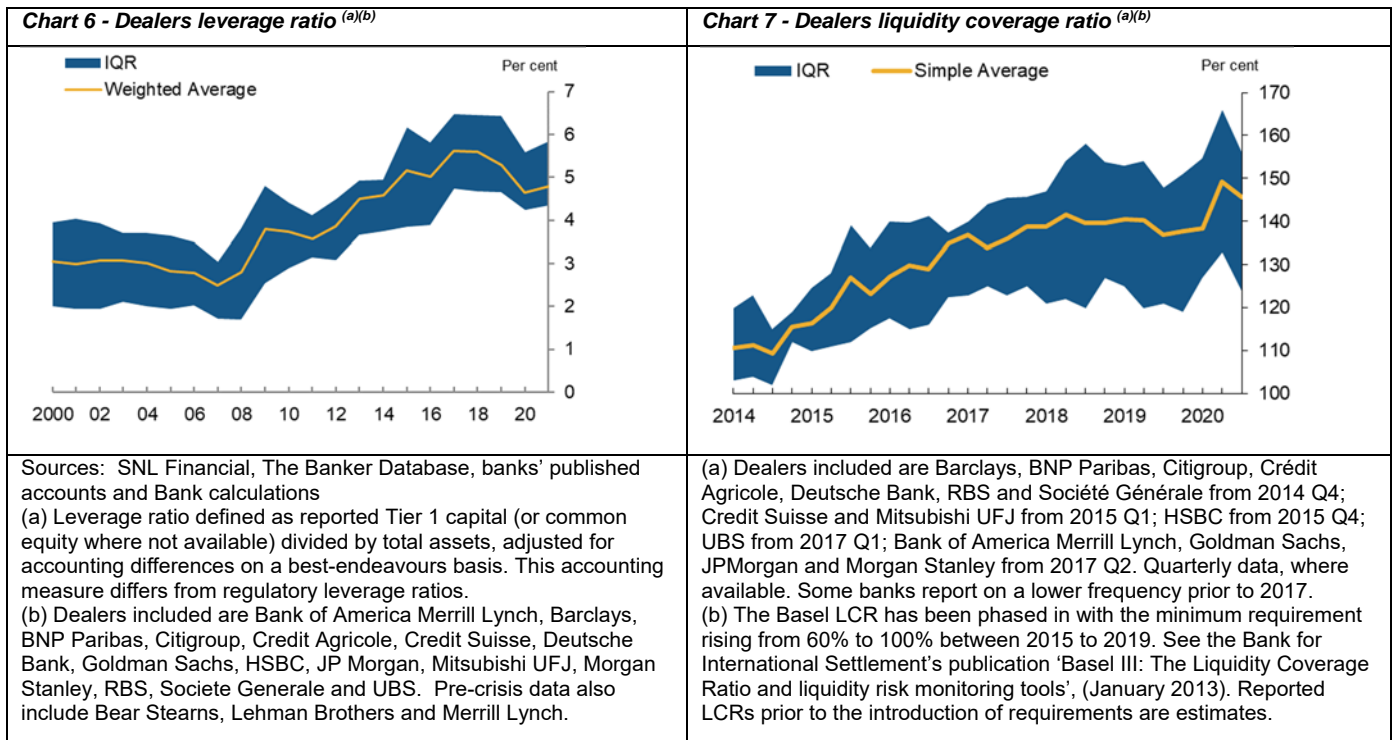 Chart 6 - Dealers leverage ratio (a)(b)
IQR
Weighted Average
Per cent
7
6
5
4
3
2
1
0
2000 02 04 06 08 10 12 14 16 18 20
Sources: SNL Financial, The Banker Database, banks' published
accounts and Bank calculations
(a) Leverage ratio defined as reported Tier 1 capital (or common
equity where not available) divided by total assets, adjusted for
accounting differences on a best-endeavours basis. This accounting
measure differs from regulatory leverage ratios.
(b) Dealers included are Bank of America Merrill Lynch, Barclays,
BNP Paribas, Citigroup, Credit Agricole, Credit Suisse, Deutsche
Bank, Goldman Sachs, HSBC, JP Morgan, Mitsubishi UFJ, Morgan
Stanley, RBS, Societe Generale and UBS. Pre-crisis data also
include Bear Stearns, Lehman Brothers and Merrill Lynch.
Chart 7 - Dealers liquidity coverage ratio (a)(b)
IQR Simple Average
Per cent
170
160
150
140
130
120
110
100
2014 2015 2016 2017 2018 2019 2020
(a) Dealers included are Barclays, BNP Paribas, Citigroup, Crédit
Agricole, Deutsche Bank, RBS and Société Générale from 2014 Q4;
Credit Suisse and Mitsubishi UFJ from 2015 Q1; HSBC from 2015 Q4;
UBS from 2017 Q1; Bank of America Merrill Lynch, Goldman Sachs,
JPMorgan and Morgan Stanley from 2017 Q2. Quarterly data, where
available. Some banks report on a lower frequency prior to 2017.
(b) The Basel LCR has been phased in with the minimum requirement
rising from 60% to 100% between 2015 to 2019. See the Bank for
International Settlement's publication 'Basel III: The Liquidity Coverage
Ratio and liquidity risk monitoring tools', (January 2013). Reported
LCRs prior to the introduction of requirements are estimates.